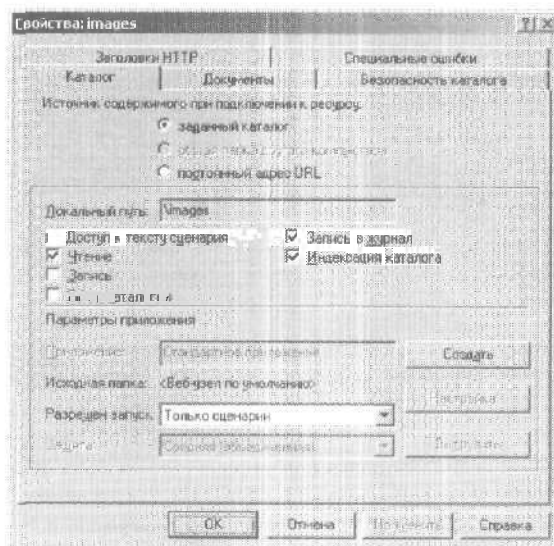 Свойства: images
Заголовки HTTP Специальные ошибки
Каталог Документы Безопасность каталога
Источник содержимого при подключении к ресурсу:
заданный каталог
постоянный адрес URL
Локальный путь: \images
Доступ к тексту сценария Запись в журнал
Чтение Индексация каталога
Запись
Параметры приложения
Приложение: Стандартное приложение Создать
Исходная папка: <Веб-узел по умолчанию> Настройка
Разрешен запуск: Только сценарии
Защита:
OK Отмена Применить Справка